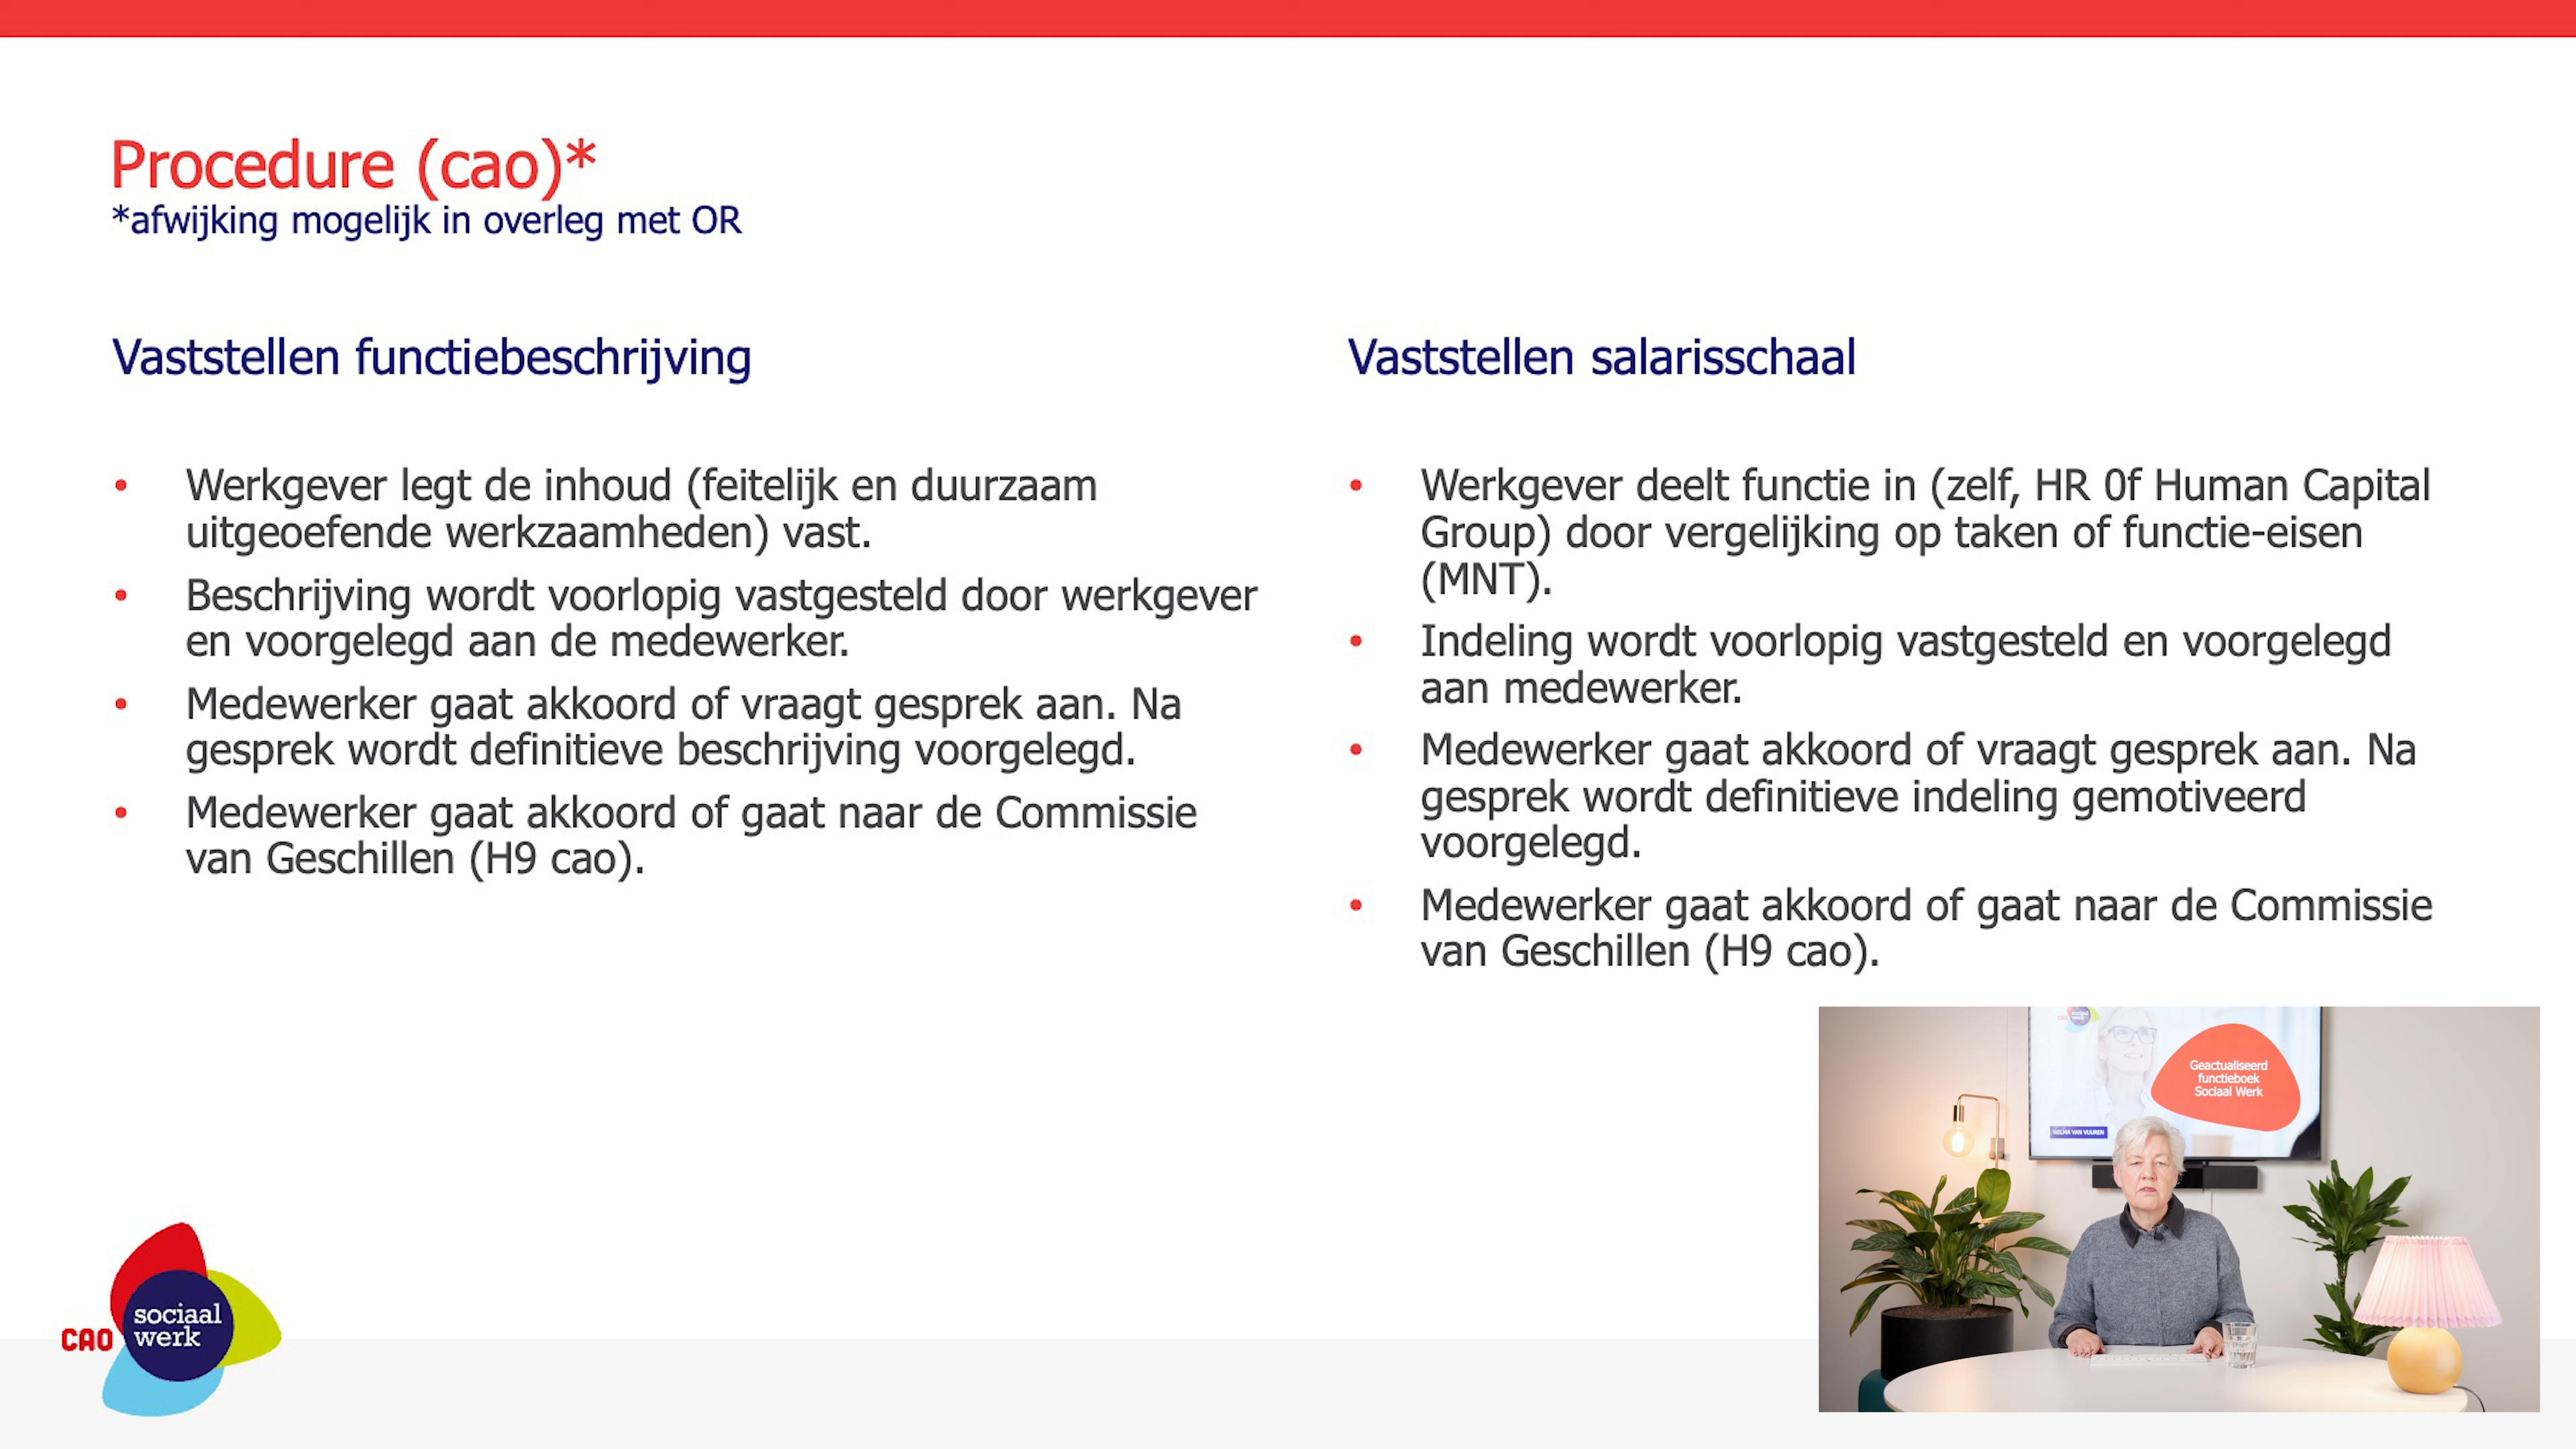 Procedure (cao)*
*afwijking mogelijk in overleg met OR
Vaststellen functiebeschrijving
• Werkgever legt de inhoud (feitelijk en duurzaam
uitgeoefende werkzaamheden) vast.
• Beschrijving wordt voorlopig vastgesteld door werkgever
en voorgelegd aan de medewerker.
• Medewerker gaat akkoord of vraagt gesprek aan. Na
gesprek wordt definitieve beschrijving voorgelegd.
• Medewerker gaat akkoord of gaat naar de Commissie
van Geschillen (H9 cao).
Vaststellen salarisschaal
• Werkgever deelt functie in (zelf, HR 0f Human Capital
Group) door vergelijking op taken of functie-eisen
(MNT).
• Indeling wordt voorlopig vastgesteld en voorgelegd
aan medewerker.
• Medewerker gaat akkoord of vraagt gesprek aan. Na
gesprek wordt definitieve indeling gemotiveerd
voorgelegd.
• Medewerker gaat akkoord of gaat naar de Commissie
van Geschillen (H9 cao).
Geactualiseerd
functieboek
Sociaal Werk
WILMA VAN VUUREN
CAO
sociaal
werk